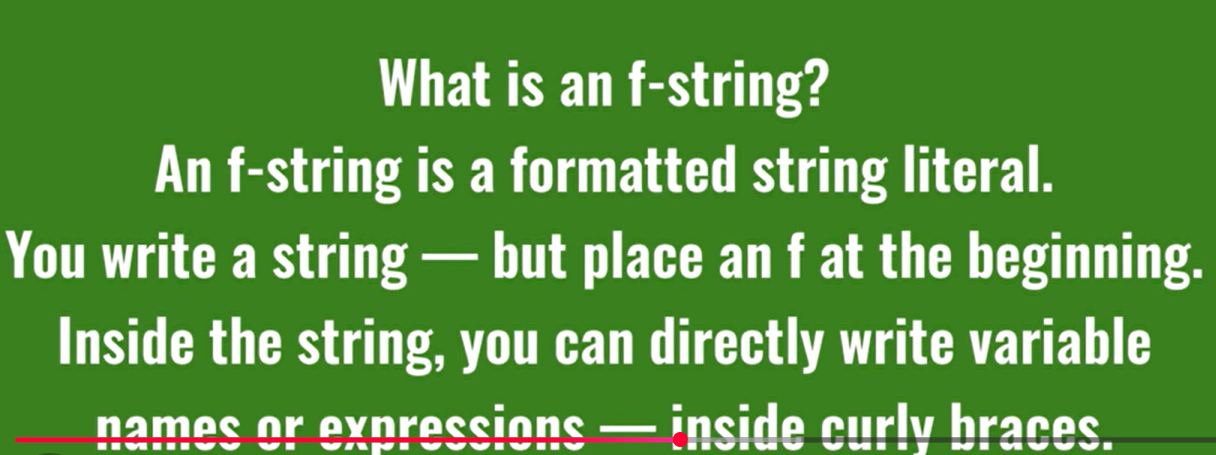 What is an f-string?
An f-string is a formatted string literal.
You write a string — but place an f at the beginning.
Inside the string, you can directly write variable
names or expressions — inside curly braces.